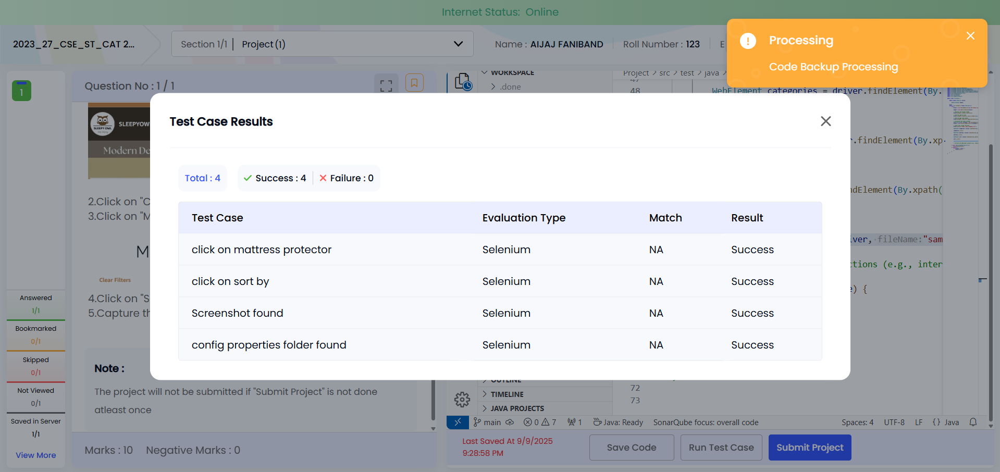 Internet Status: Online
2023_27_CSE_ST_CAT 2...
Section 1/1
Project (1)
Name : AIJAJ FANIBAND
Roll Number : 123
E
Processing
Code Backup Processing
1
Question No : 1 / 1
SLEEPY OWL
SLEEPYOW
Modern De
2.Click on "C
3.Click on "M
M
Clear Filters
4.Click on "S
5.Capture th
Note :
The project will not be submitted if "Submit Project" is not done
atleast once
Marks : 10
Negative Marks : 0
Answered
1/1
Bookmarked
0/1
Skipped
0/1
Not Viewed
0/1
Saved in Server
1/1
View More
Test Case Results
Total : 4
Success : 4
Failure : 0
Test Case Evaluation Type Match Result
click on mattress protector Selenium NA Success
click on sort by Selenium NA Success
Screenshot found Selenium NA Success
config properties folder found Selenium NA Success
WORKSPACE
.done
Project > src > test > java >
47
48 WebElement categories = driver.findElement(By.
r.findElement(By.xp
ndElement(By.xpath(
iver, fileName:"sam
ctions (e.g., inter
e) {
72
73
OUTLINE
TIMELINE
JAVA PROJECTS
main
0
7
1
Java: Ready
SonarQube focus: overall code
Spaces: 4
UTF-8
LF
{ } Java
Last Saved At 9/9/2025
9:28:58 PM
Save Code
Run Test Case
Submit Project